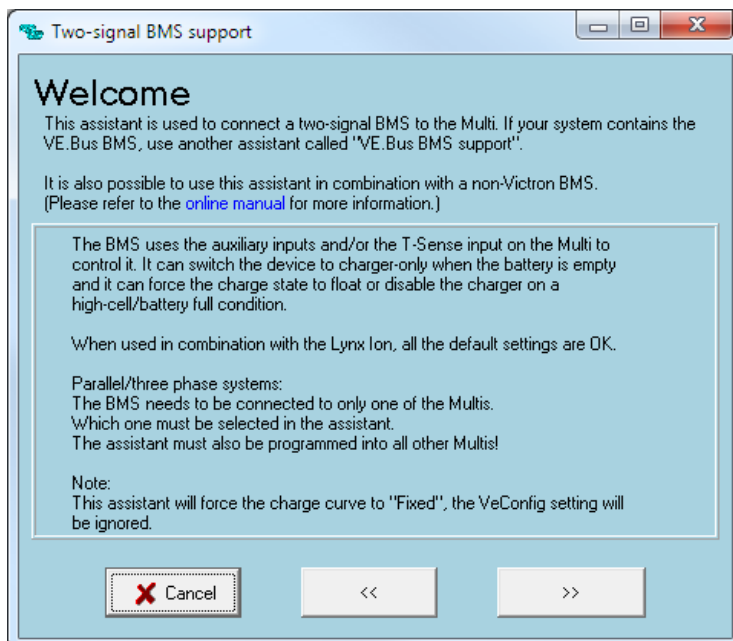 Two-signal BMS support
Welcome
This assistant is used to connect a two-signal BMS to the Multi. If your system contains the
VE.Bus BMS, use another assistant called "VE.Bus BMS support".
It is also possible to use this assistant in combination with a non-Victron BMS.
(Please refer to the online manual for more information.)
The BMS uses the auxiliary inputs and/or the T-Sense input on the Multi to
control it. It can switch the device to charger-only when the battery is empty
and it can force the charge state to float or disable the charger on a
high-cell/battery full condition.
When used in combination with the Lynx Ion, all the default settings are OK.
Parallel/three phase systems:
The BMS needs to be connected to only one of the Multis.
Which one must be selected in the assistant.
The assistant must also be programmed into all other Multis!
Note:
This assistant will force the charge curve to "Fixed", the VeConfig setting will
be ignored.
Cancel
<<
>>